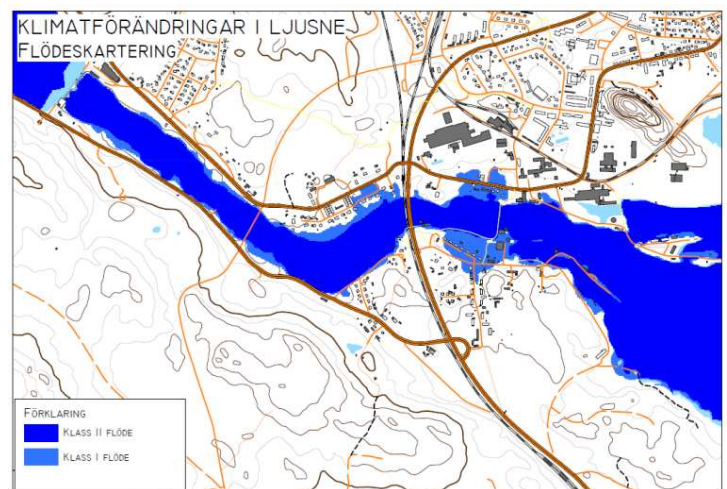 KLIMATFÖRÄNDRINGAR I LJUSNE
FLÖDESKARTERING
FÖRKLARING
KLASS II FLÖDE
KLASS I FLÖDE